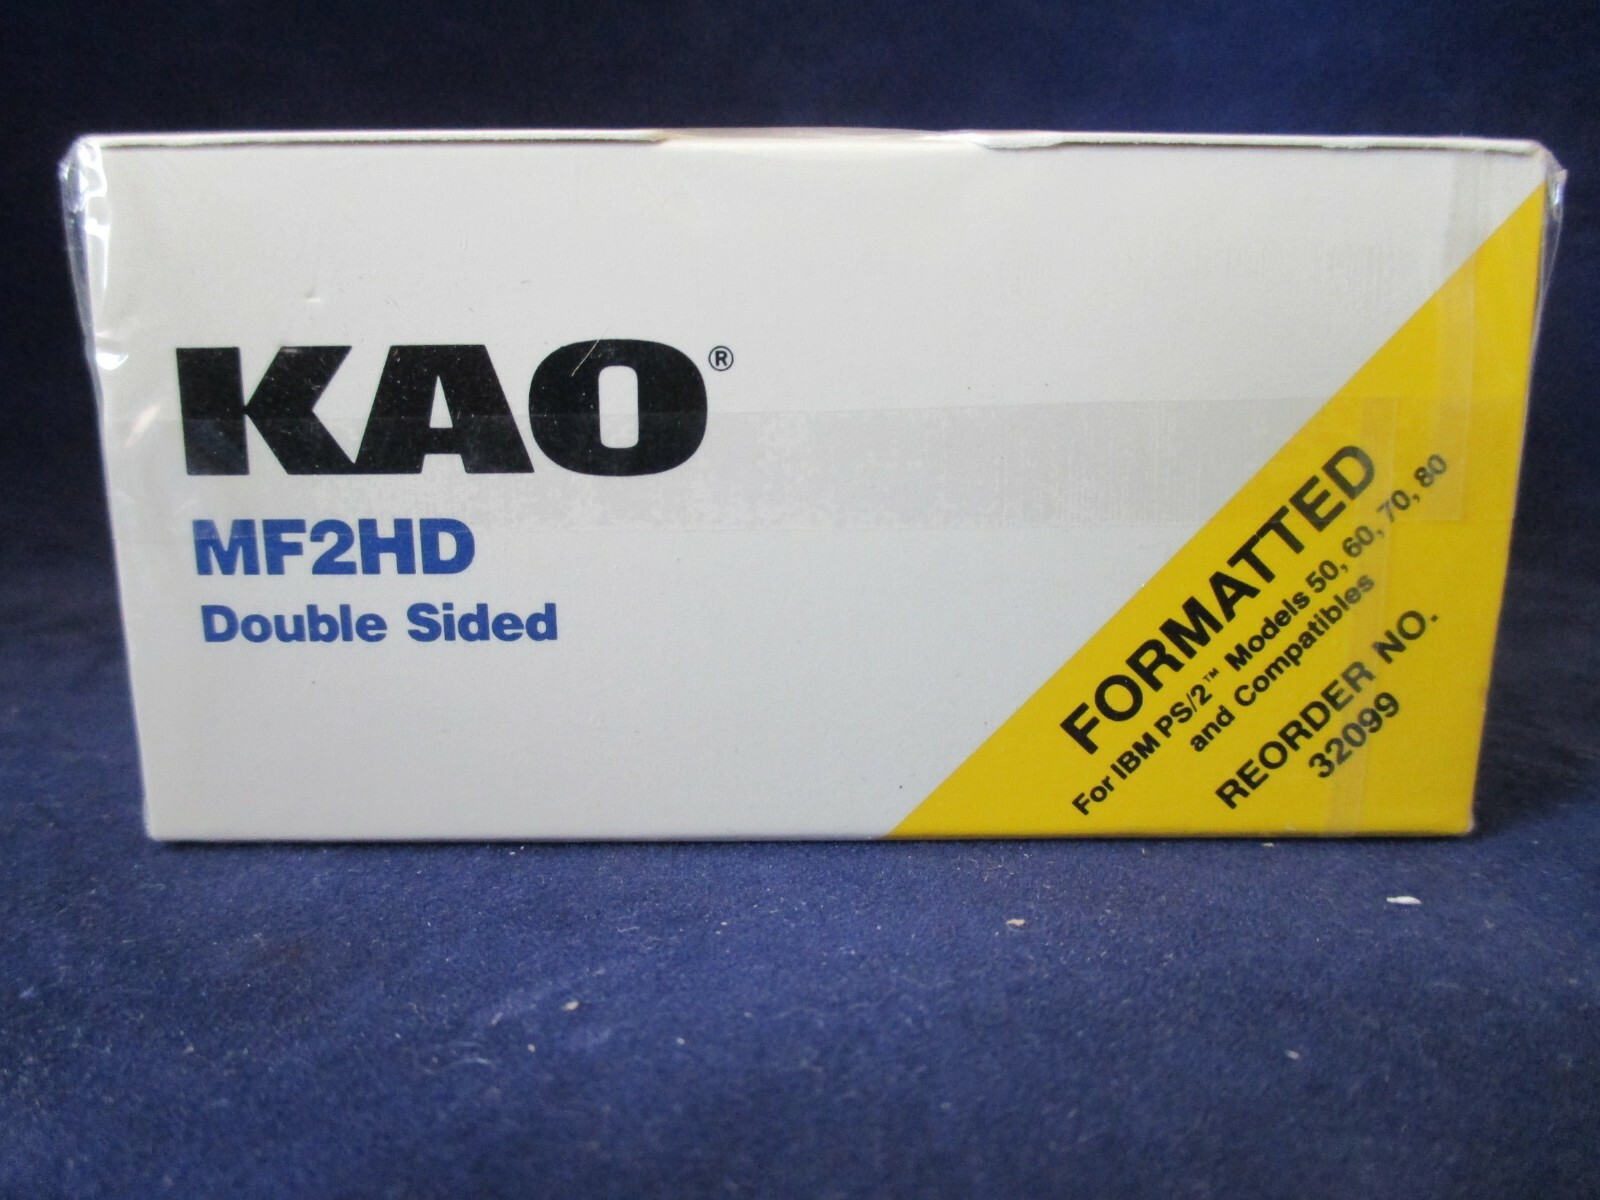 KAO®
MF2HD
Double Sided
FORMATTED
For IBM PS/2™ Models 50, 60, 70, 80
and Compatibles
REORDER NO.
32099